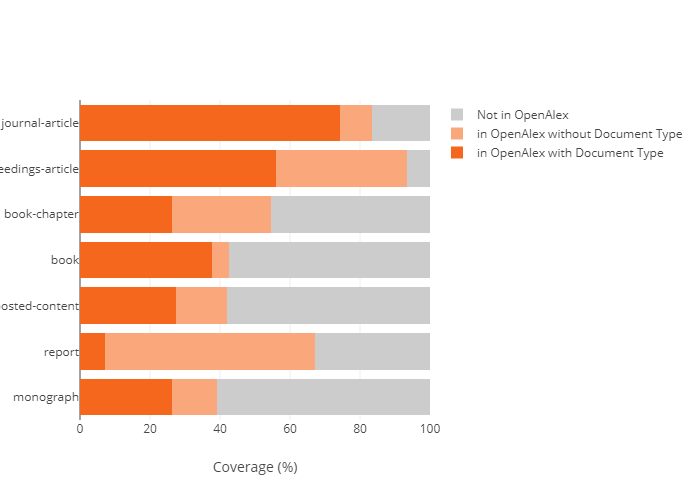 journal-article
eedings-article
book-chapter
book
osted-content
report
monograph
0 20 40 60 80 100
Coverage (%)
Not in OpenAlex
in OpenAlex without Document Type
in OpenAlex with Document Type